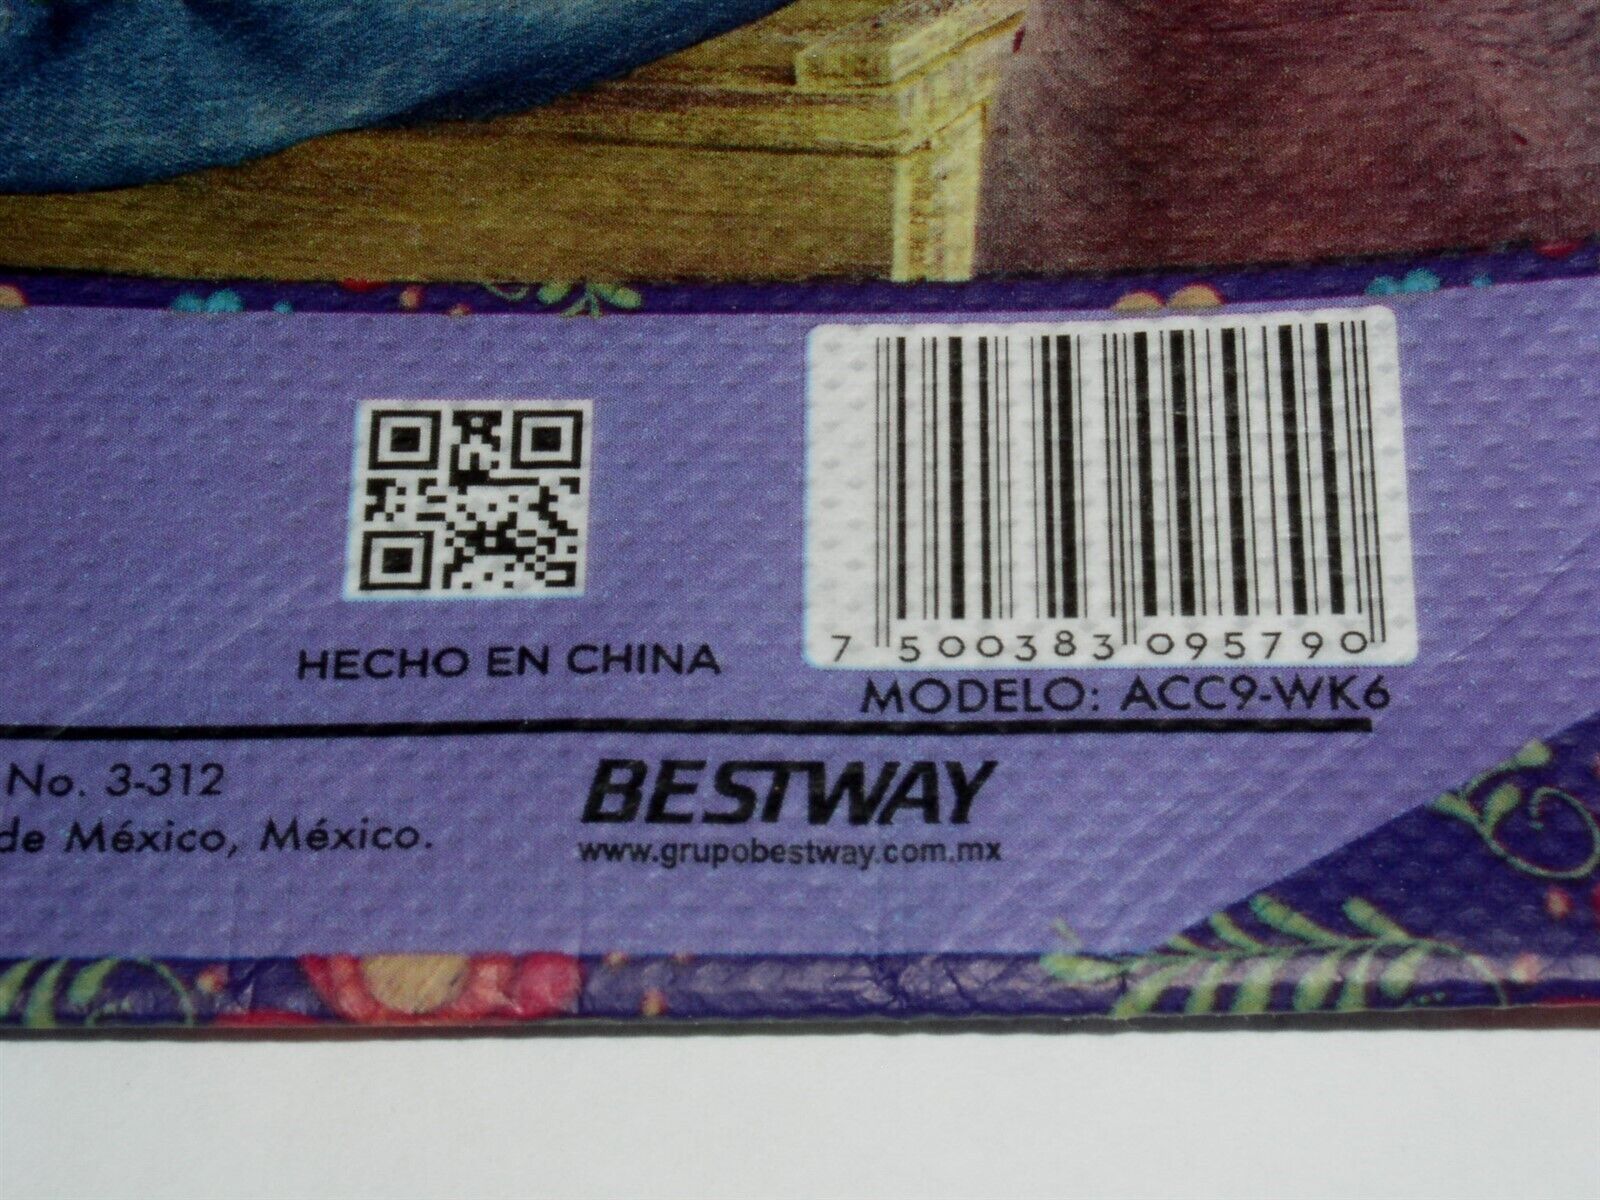 7 500383 095790
HECHO EN CHINA
MODELO: ACC9-WK6
No. 3-312
de México, México.
BESTWAY
www.grupobestway.com.mx